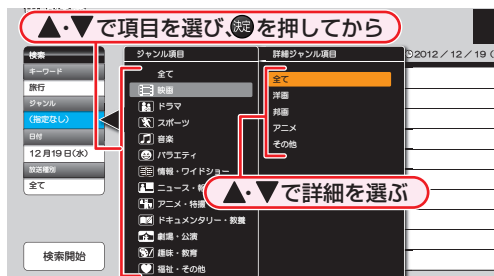 ▲・▼で項目を選び、決定を押してから
検索
キーワード
旅行
ジャンル
(指定なし)
日付
12月19日(水)
放送種別
全て
検索開始
ジャンル項目
全て
映画
ドラマ
スポーツ
音楽
バラエティ
情報・ワイドショー
ニュース・
アニメ・特撮
ドキュメンタリー・教養
劇場・公演
趣味・教育
福祉・その他
詳細ジャンル項目
全て
洋画
邦画
アニメ
その他
▲・▼で詳細を選ぶ
2012/12/19(